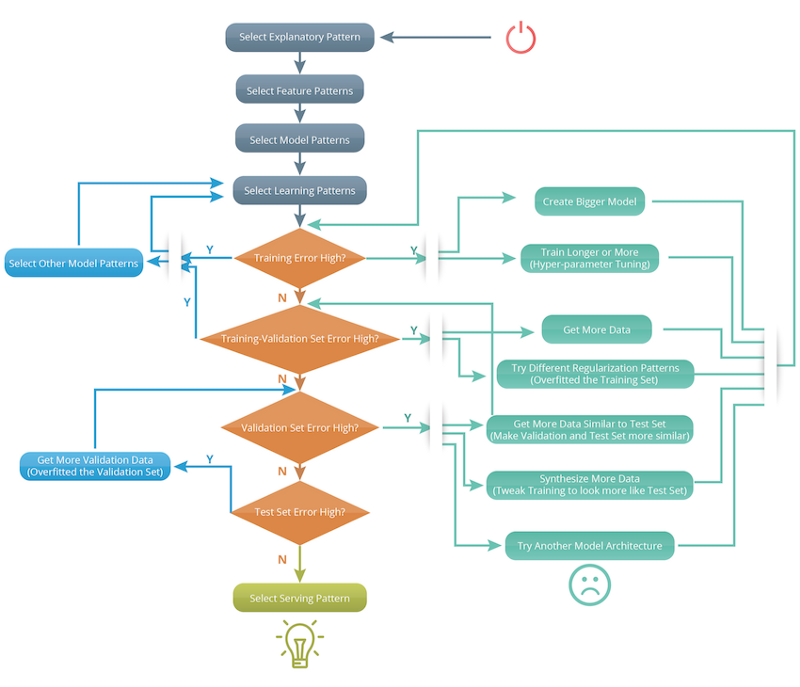 Select Explanatory Pattern
Select Feature Patterns
Select Model Patterns
Select Learning Patterns
Create Bigger Model
Y
Y
Training Error High?
Train Longer or More
(Hyper-parameter Tuning)
Select Other Model Patterns
N
Y
Y
Get More Data
Training-Validation Set Error High?
Try Different Regularization Patterns
(Overfitted the Training Set)
N
Y
Validation Set Error High?
Get More Data Similar to Test Set
(Make Validation and Test Set more similar)
Y
Get More Validation Data
(Overfitted the Validation Set)
N
Synthesize More Data
(Tweak Training to look more like Test Set)
Test Set Error High?
Try Another Model Architecture
N
Select Serving Pattern